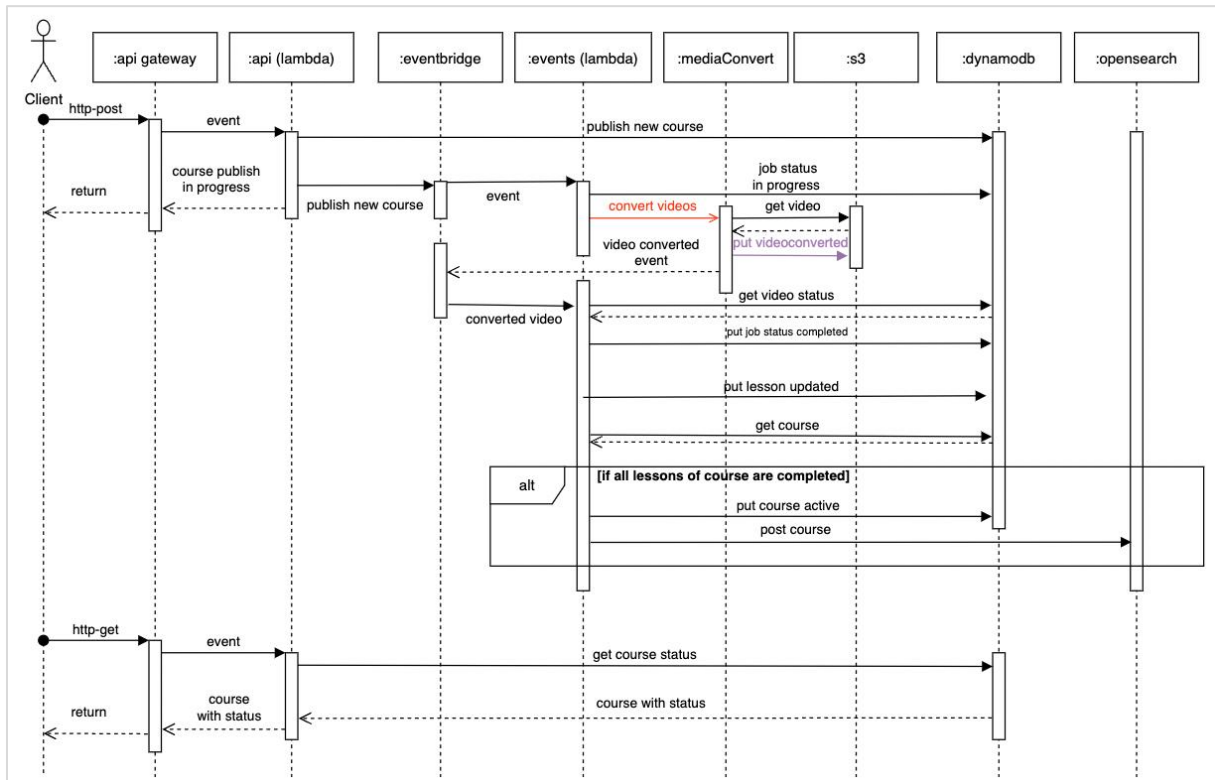 :api gateway
:api (lambda)
:eventbridge
:events (lambda)
:mediaConvert
:s3
:dynamodb
:opensearch
Client
http-post
event
publish new course
course publish
in progress
return
publish new course
event
job status
in progress
convert videos
get video
put videoconverted
video converted
event
converted video
get video status
put job status completed
put lesson updated
get course
alt
[if all lessons of course are completed]
put course active
post course
http-get
event
get course status
course
with status
return
course with status